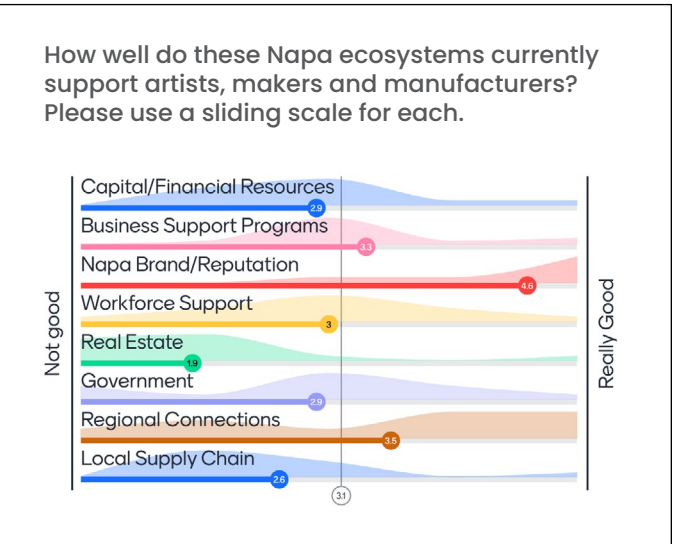 How well do these Napa ecosystems currently
support artists, makers and manufacturers?
Please use a sliding scale for each.
Capital/Financial Resources
2.9
Business Support Programs
3.3
Napa Brand/Reputation
4.6
Workforce Support
3
Real Estate
1.9
Government
2.9
Regional Connections
3.5
Local Supply Chain
2.6
3.1
Not good
Really Good